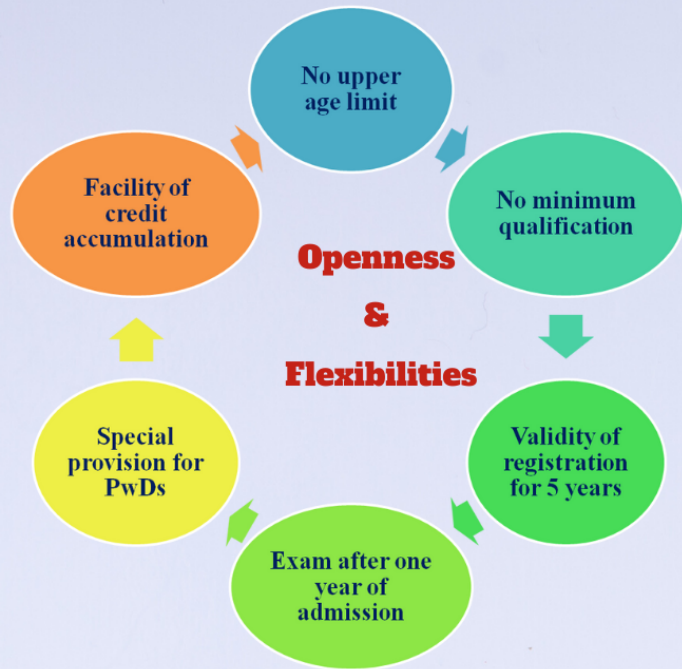 No upper
age limit
No minimum
qualification
Validity of
registration
for 5 years
Exam after one
year of
admission
Special
provision for
PwDs
Facility of
credit
accumulation
Openness
&
Flexibilities